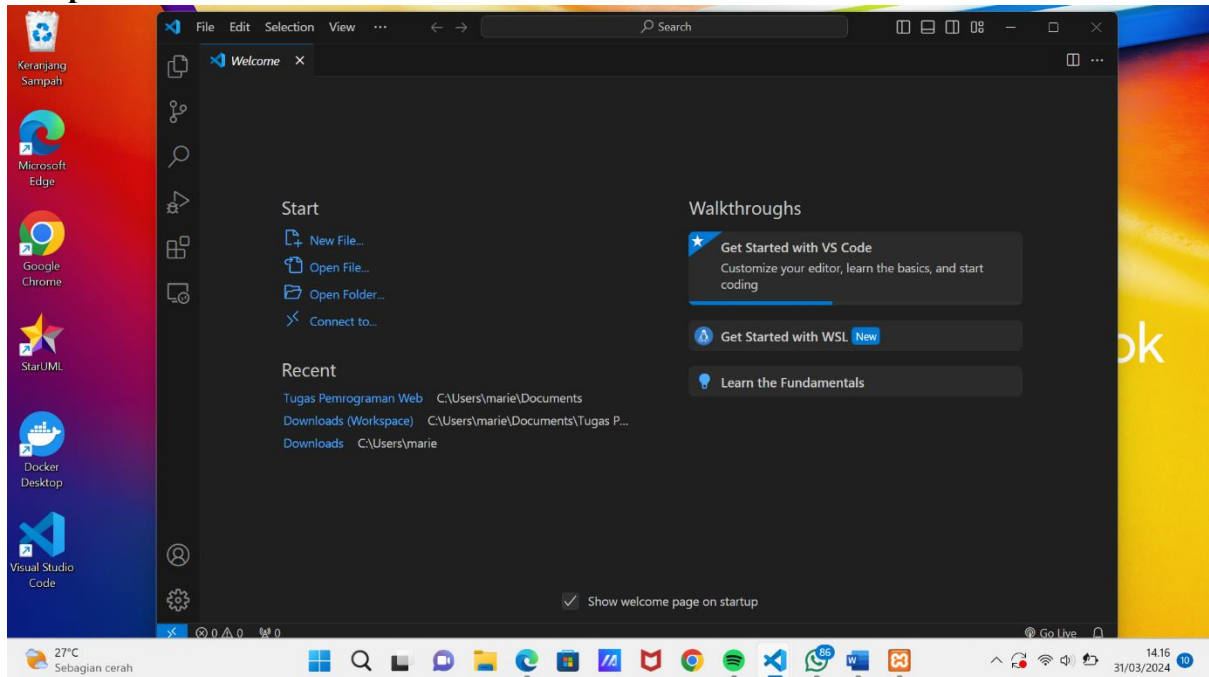 Keranjang
Sampah
Microsoft
Edge
Google
Chrome
StarUML
Docker
Desktop
Visual Studio
Code
File Edit Selection View ··· Search
Welcome
Start
New File...
Open File...
Open Folder...
Connect to...
Recent
Tugas Pemrograman Web C:\Users\marie\Documents
Downloads (Workspace) C:\Users\marie\Documents\Tugas P...
Downloads C:\Users\marie
Walkthroughs
Get Started with VS Code
Customize your editor, learn the basics, and start
coding
Get Started with WSL New
Learn the Fundamentals
Show welcome page on startup
0 0 0 Go Live
ok
27°C
Sebagian cerah
86
14.16
31/03/2024
10